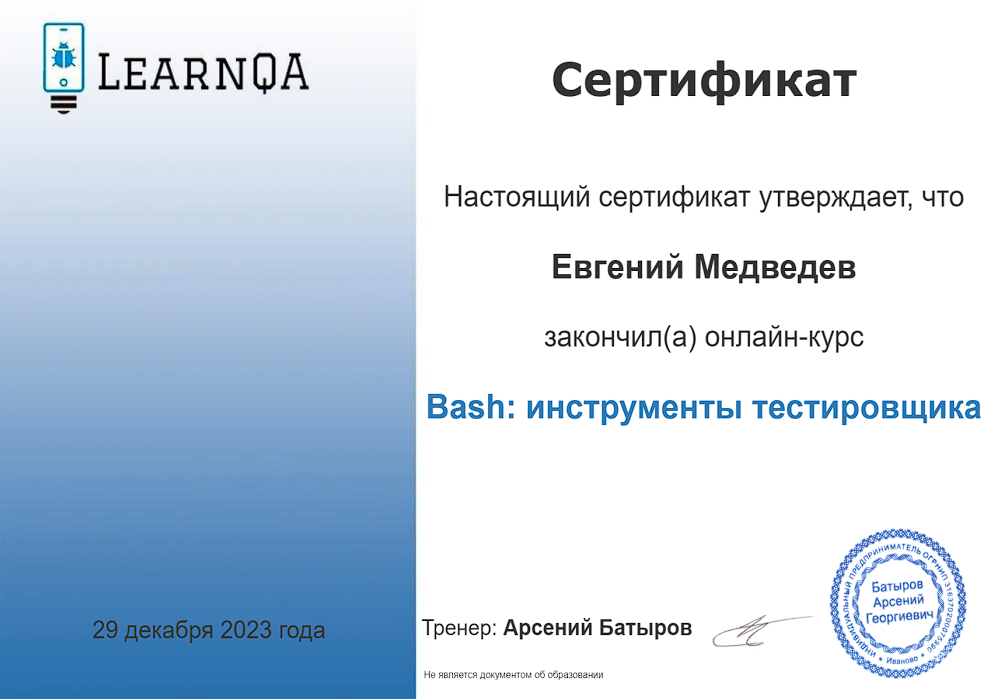 LearnQA
Сертификат
Настоящий сертификат утверждает, что
Евгений Медведев
закончил(а) онлайн-курс
Bash: инструменты тестировщика
29 декабря 2023 года
Тренер: Арсений Батыров
Не является документом об образовании
ИНДИВИДУАЛЬНЫЙ ПРЕДПРИНИМАТЕЛЬ ОГРНИП
Батыров
Арсений
Георгиевич
Иваново